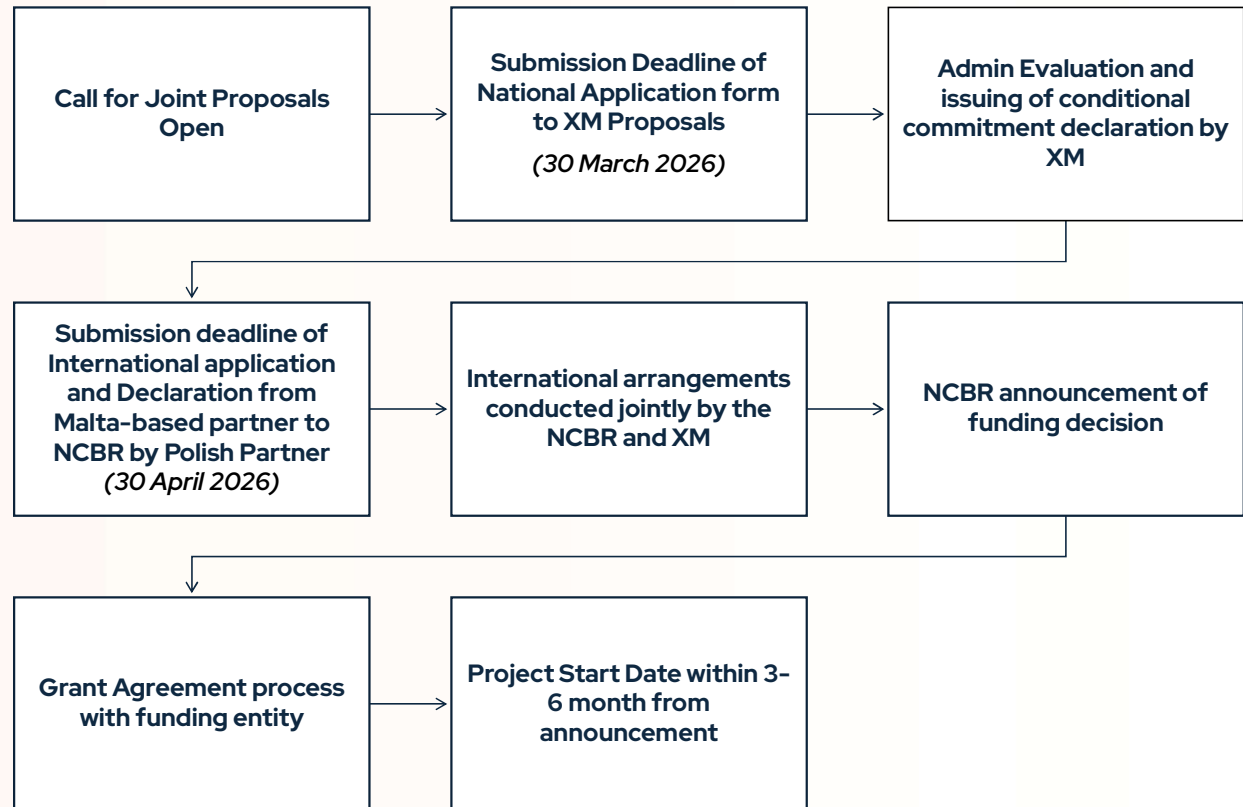 Call for Joint Proposals
Open
Submission Deadline of
National Application form
to XM Proposals
(30 March 2026)
Admin Evaluation and
issuing of conditional
commitment declaration by
XM
Submission deadline of
International application
and Declaration from
Malta-based partner to
NCBR by Polish Partner
(30 April 2026)
International arrangements
conducted jointly by the
NCBR and XM
NCBR announcement of
funding decision
Grant Agreement process
with funding entity
Project Start Date within 3-
6 month from
announcement